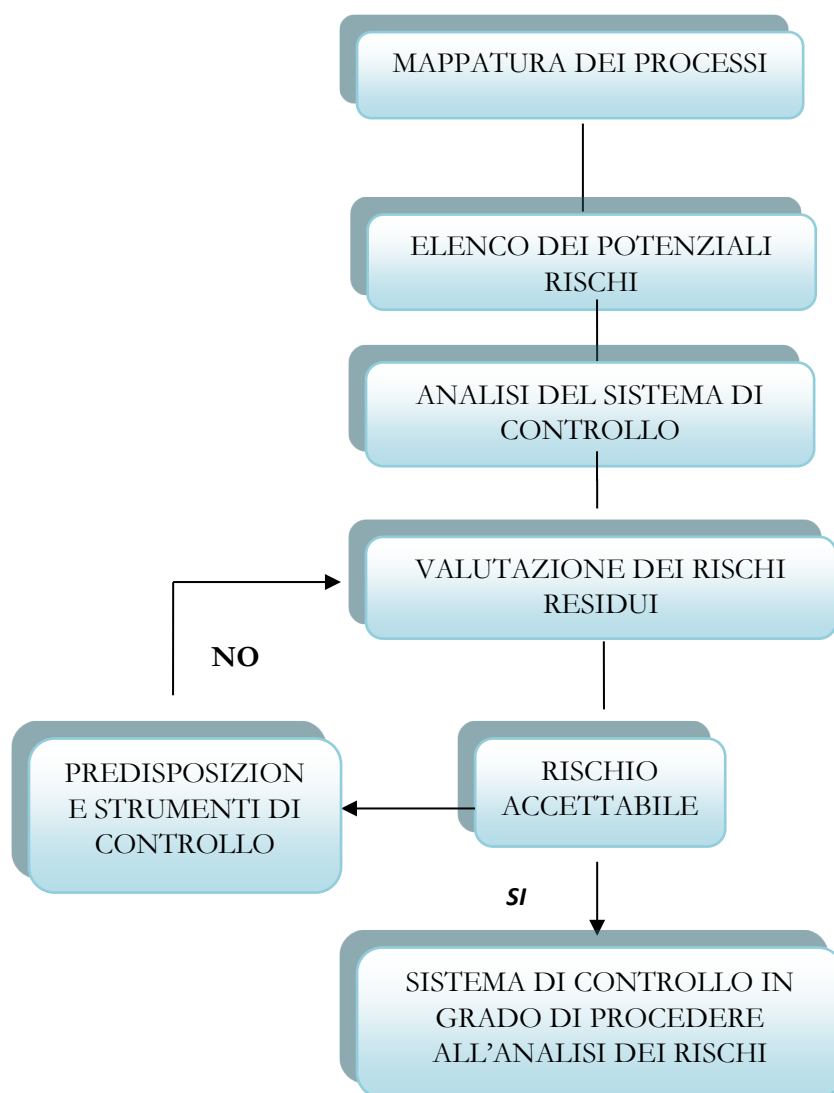 MAPPATURA DEI PROCESSI
ELENCO DEI POTENZIALI
RISCHI
ANALISI DEL SISTEMA DI
CONTROLLO
VALUTAZIONE DEI RISCHI
RESIDUI
NO
PREDISPOSIZION
E STRUMENTI DI
CONTROLLO
RISCHIO
ACCETTABILE
SI
SISTEMA DI CONTROLLO IN
GRADO DI PROCEDERE
ALL’ANALISI DEI RISCHI